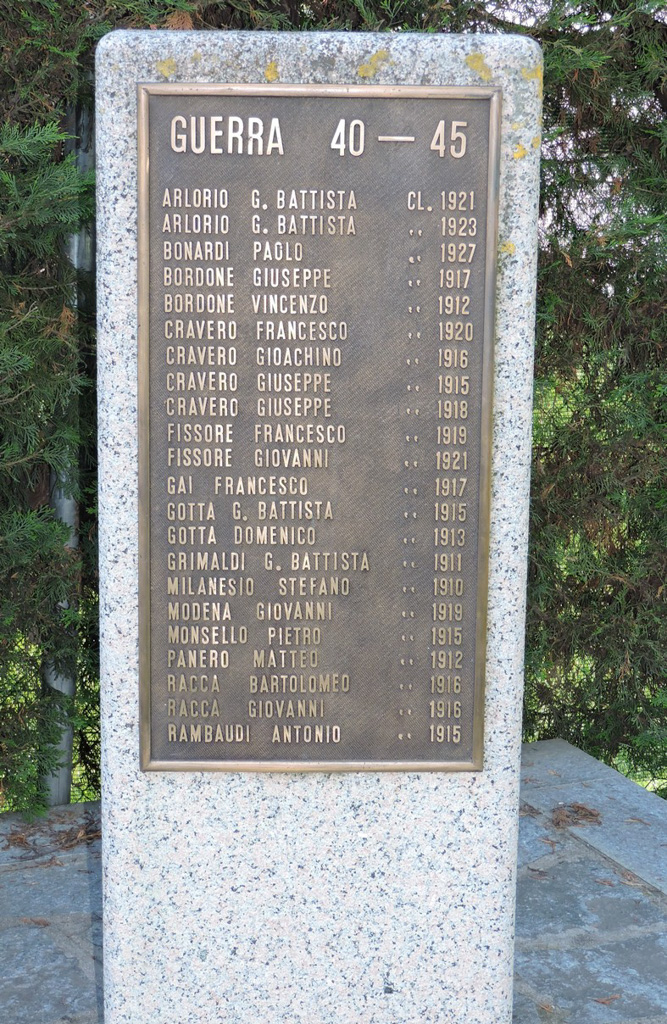 GUERRA 40 — 45
ARLORIO G. BATTISTA CL. 1921
ARLORIO G. BATTISTA „ 1923
BONARDI PAOLO „ 1927
BORDONE GIUSEPPE „ 1917
BORDONE VINCENZO „ 1912
CRAVERO FRANCESCO „ 1920
CRAVERO GIOACHINO „ 1916
CRAVERO GIUSEPPE „ 1915
CRAVERO GIUSEPPE „ 1918
FISSORE FRANCESCO „ 1919
FISSORE GIOVANNI „ 1921
GAI FRANCESCO „ 1917
GOTTA G. BATTISTA „ 1915
GOTTA DOMENICO „ 1913
GRIMALDI G. BATTISTA „ 1911
MILANESIO STEFANO „ 1910
MODENA GIOVANNI „ 1919
MONSELLO PIETRO „ 1915
PANERO MATTEO „ 1912
RACCA BARTOLOMEO „ 1916
RACCA GIOVANNI „ 1916
RAMBAUDI ANTONIO „ 1915